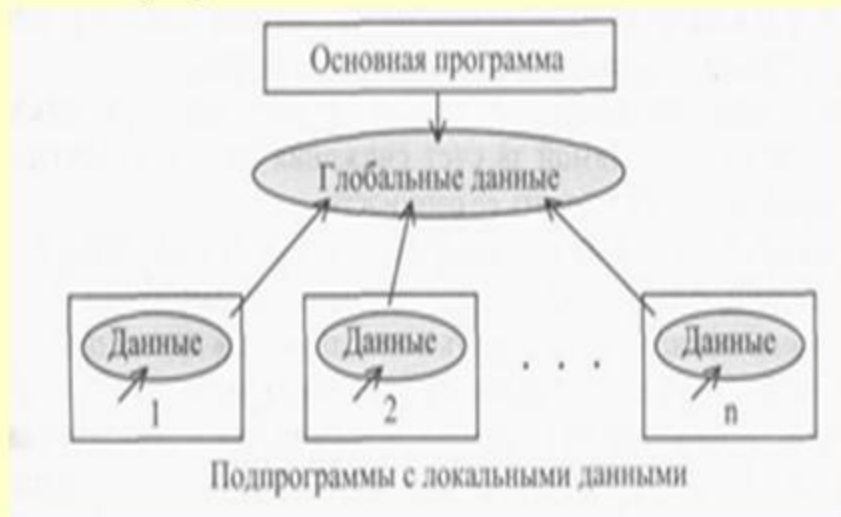 Основная программа
Глобальные данные
Данные Данные . . . Данные
1 2 n
Подпрограммы с локальными данными